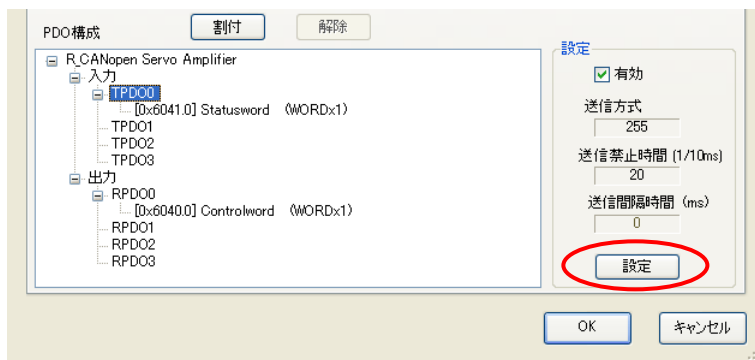 PDO構成
割付
解除
R_CANopen Servo Amplifier
入力
TPDO0
[0x6041.0] Statusword (WORDx1)
TPDO1
TPDO2
TPDO3
出力
RPDO0
[0x6040.0] Controlword (WORDx1)
RPDO1
RPDO2
RPDO3
設定
有効
送信方式
255
送信禁止時間 (1/10ms)
20
送信間隔時間 (ms)
0
設定
OK
キャンセル